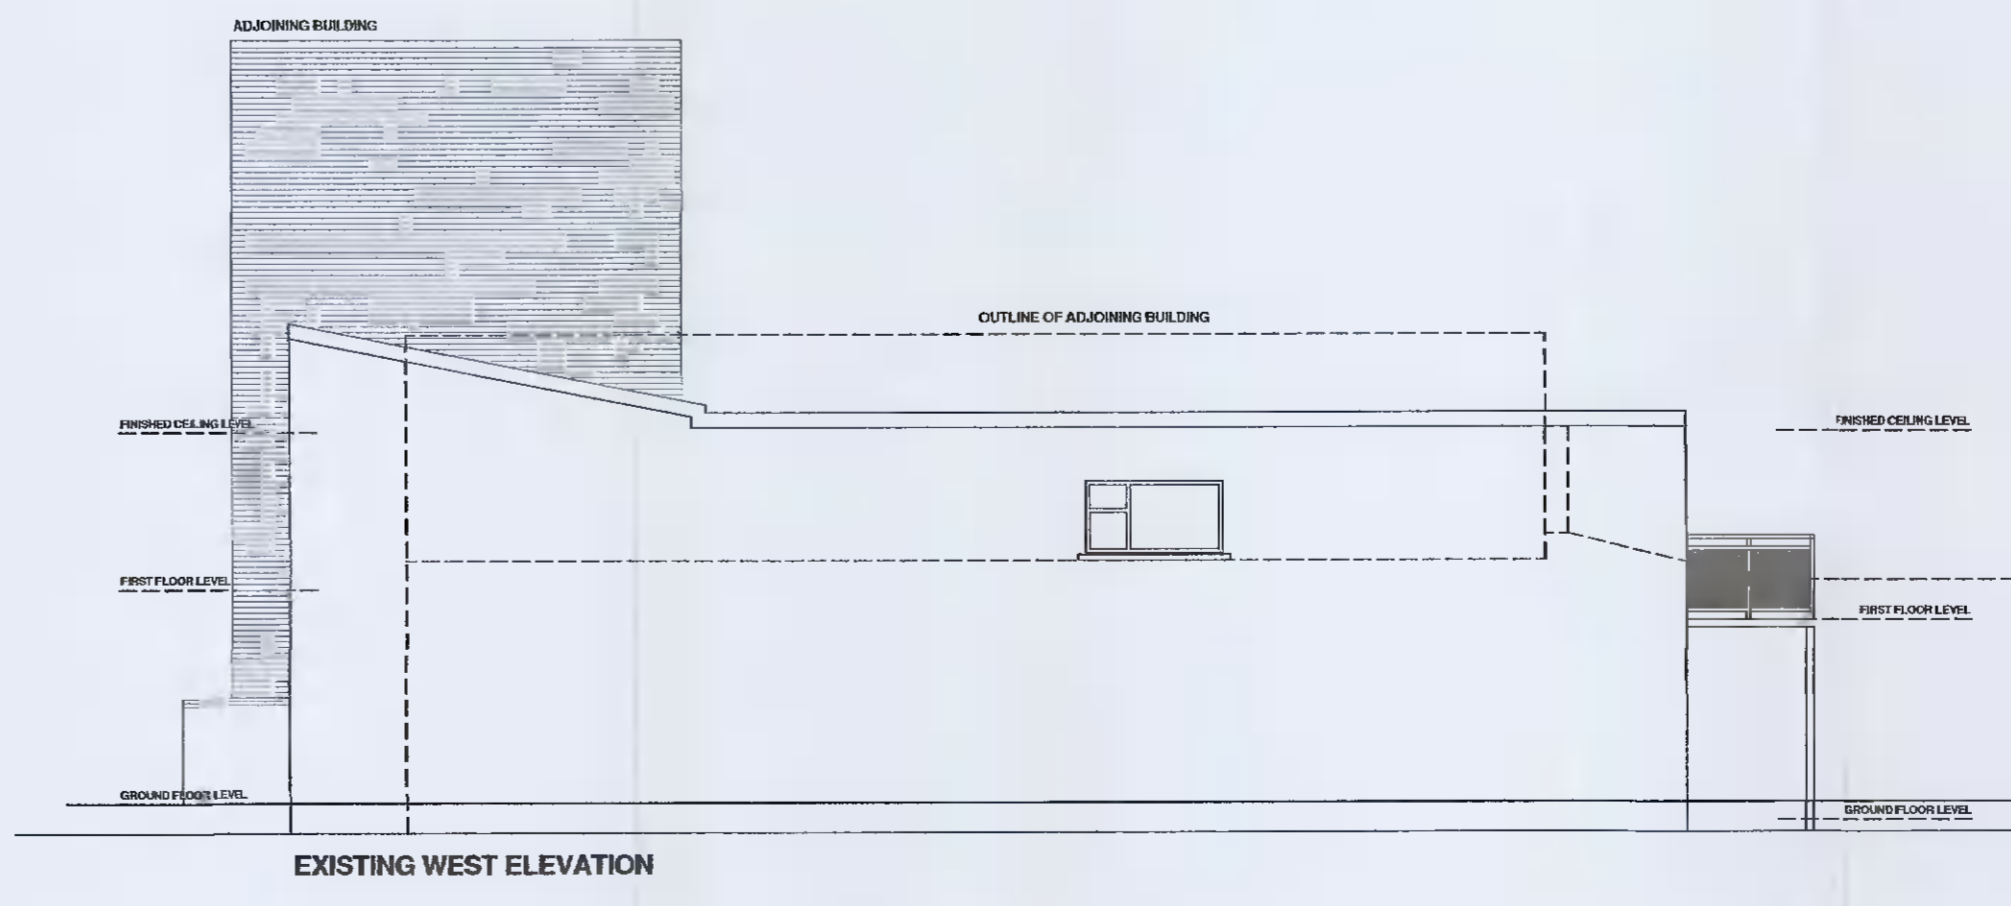 ADJOINING BUILDING
OUTLINE OF ADJOINING BUILDING
FINISHED CEILING LEVEL
FINISHED CEILING LEVEL
FIRST FLOOR LEVEL
FIRST FLOOR LEVEL
GROUND FLOOR LEVEL
GROUND FLOOR LEVEL
EXISTING WEST ELEVATION